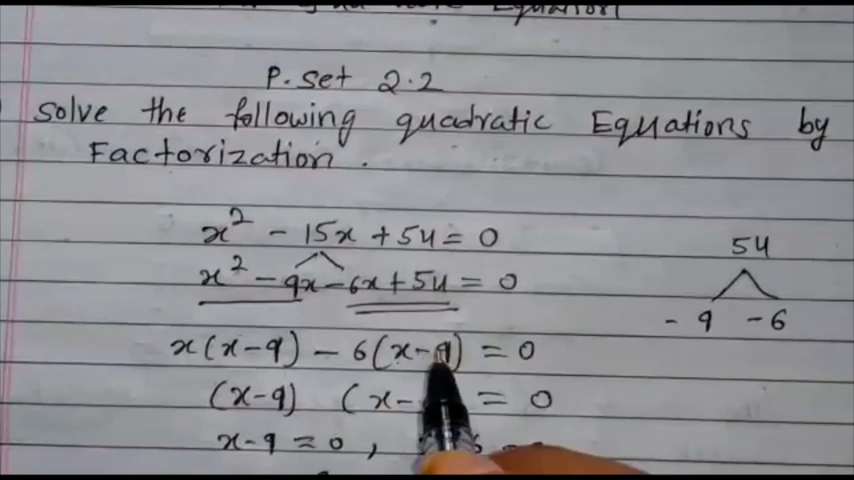 Equation
P. Set 2.2
Solve the following quadratic Equations by
Factorization.
x² - 15x + 54 = 0
x² - 9x - 6x + 54 = 0
54
- 9 - 6
x(x-9) - 6(x-9) = 0
(x-9) (x- = 0
x-9 = 0 ,